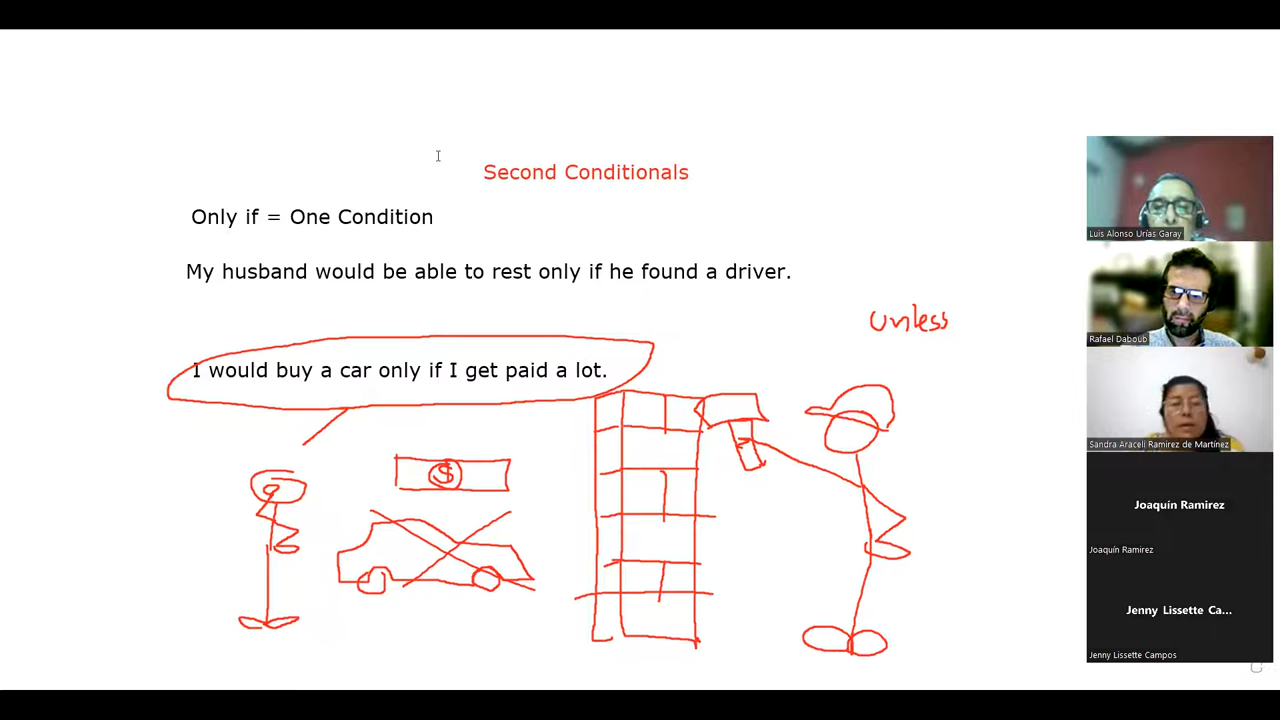 Second Conditionals
Only if = One Condition
My husband would be able to rest only if he found a driver.
unless
I would buy a car only if I get paid a lot.
$
Luis Alonso Urías Garay
Rafael Daboub
Sandra Araceli Ramirez de Martínez
Joaquín Ramirez
Joaquín Ramirez
Jenny Lissette Ca...
Jenny Lissette Campos